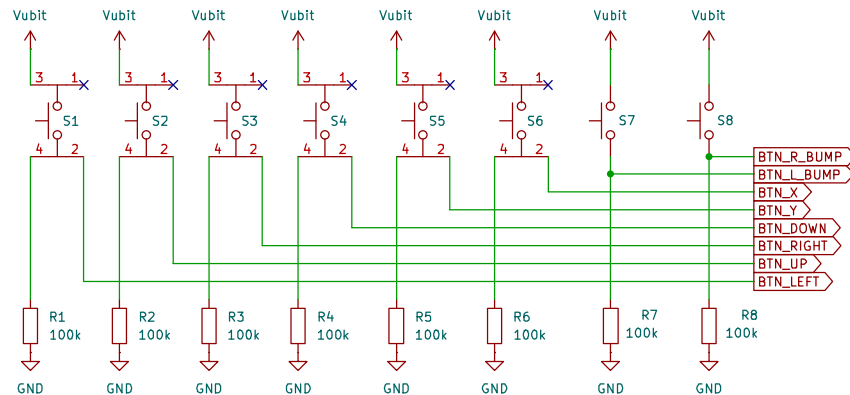 Vubit Vubit Vubit Vubit Vubit Vubit Vubit Vubit
3 1 3 1 3 1 3 1 3 1 3 1
S1 S2 S3 S4 S5 S6 S7 S8
4 2 4 2 4 2 4 2 4 2 4 2
BTN_R_BUMP
BTN_L_BUMP
BTN_X
BTN_Y
BTN_DOWN
BTN_RIGHT
BTN_UP
BTN_LEFT
R1 R2 R3 R4 R5 R6 R7 R8
100k 100k 100k 100k 100k 100k 100k 100k
GND GND GND GND GND GND GND GND